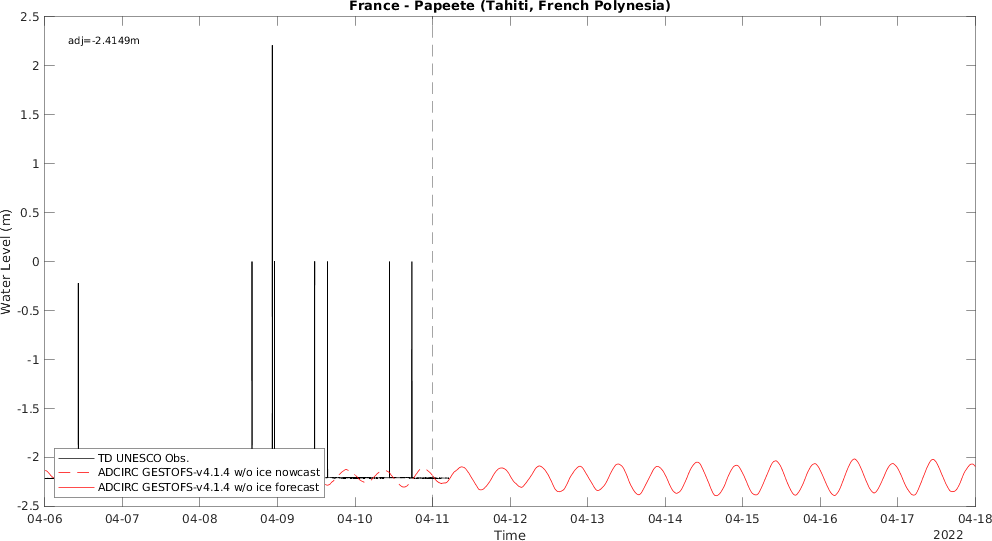 France - Papeete (Tahiti, French Polynesia)
adj=-2.4149m
2.5
2
1.5
1
0.5
0
-0.5
-1
-1.5
-2
-2.5
Water Level (m)
TD UNESCO Obs.
ADCIRC GESTOFS-v4.1.4 w/o ice nowcast
ADCIRC GESTOFS-v4.1.4 w/o ice forecast
04-06 04-07 04-08 04-09 04-10 04-11 04-12 04-13 04-14 04-15 04-16 04-17 04-18
Time
2022